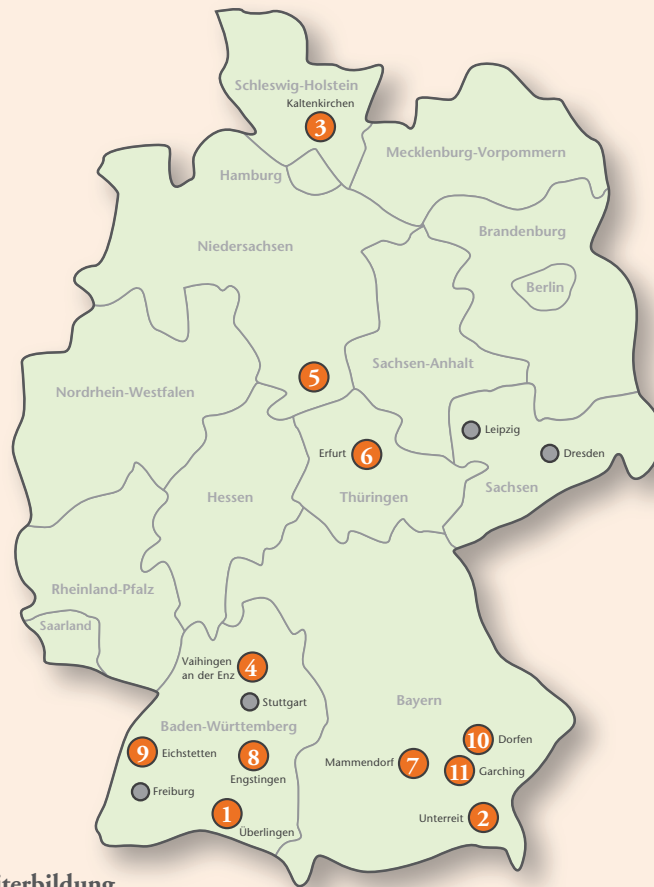 Schleswig-Holstein
Kaltenkirchen
3
Mecklenburg-Vorpommern
Hamburg
Niedersachsen
Brandenburg
Berlin
Sachsen-Anhalt
5
Nordrhein-Westfalen
Leipzig
Erfurt
6
Dresden
Hessen
Thüringen
Sachsen
Rheinland-Pfalz
Saarland
Vaihingen
an der Enz
4
Stuttgart
Bayern
Baden-Württemberg
10
Dorfen
9
Eichstetten
8
Engstingen
Mammendorf
7
11
Garching
Freiburg
1
Überlingen
Unterreit
2